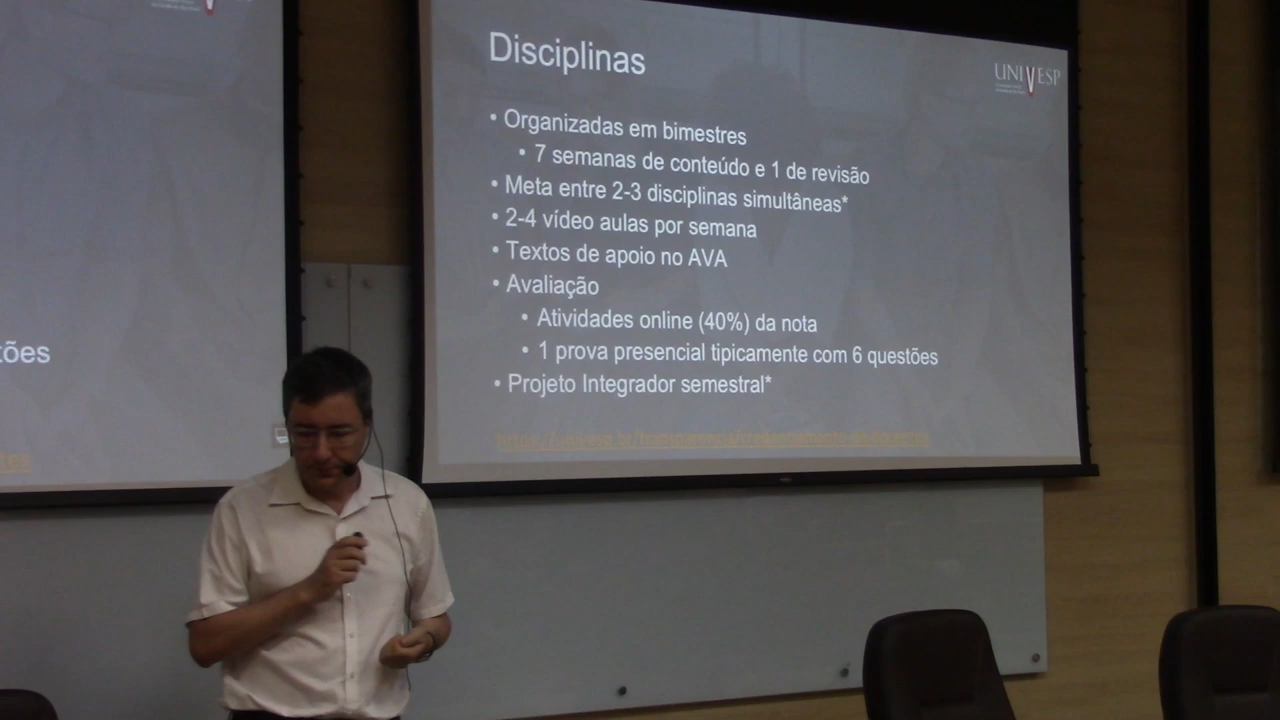 Disciplinas
UNIVESP
• Organizadas em bimestres
• 7 semanas de conteúdo e 1 de revisão
• Meta entre 2-3 disciplinas simultâneas*
• 2-4 vídeo aulas por semana
• Textos de apoio no AVA
• Avaliação
• Atividades online (40%) da nota
• 1 prova presencial tipicamente com 6 questões
• Projeto Integrador semestral*
tões